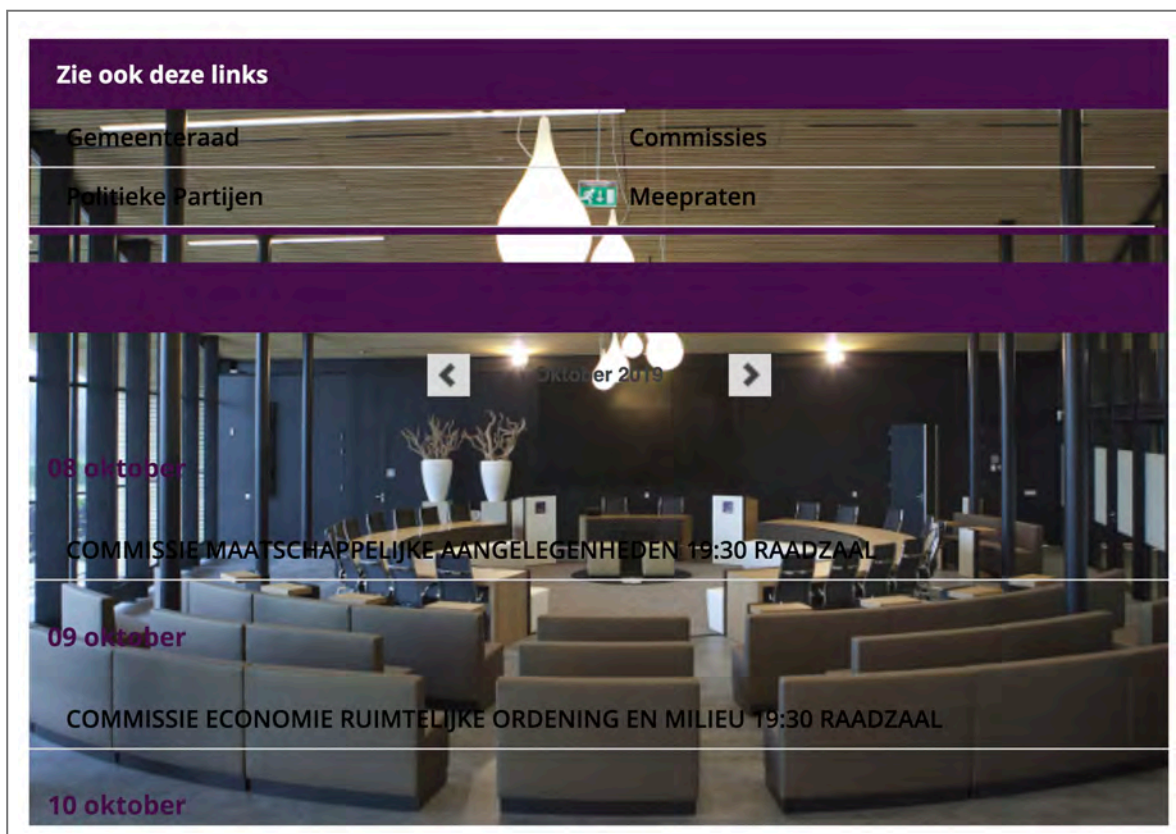 Zie ook deze links
Gemeenteraad Commissies
Politieke Partijen Meepraten
Oktober 2019
08 oktober
COMMISSIE MAATSCHAPPELIJKE AANGELEGENHEDEN 19:30 RAADZAAL
09 oktober
COMMISSIE ECONOMIE RUIMTELIJKE ORDENING EN MILIEU 19:30 RAADZAAL
10 oktober